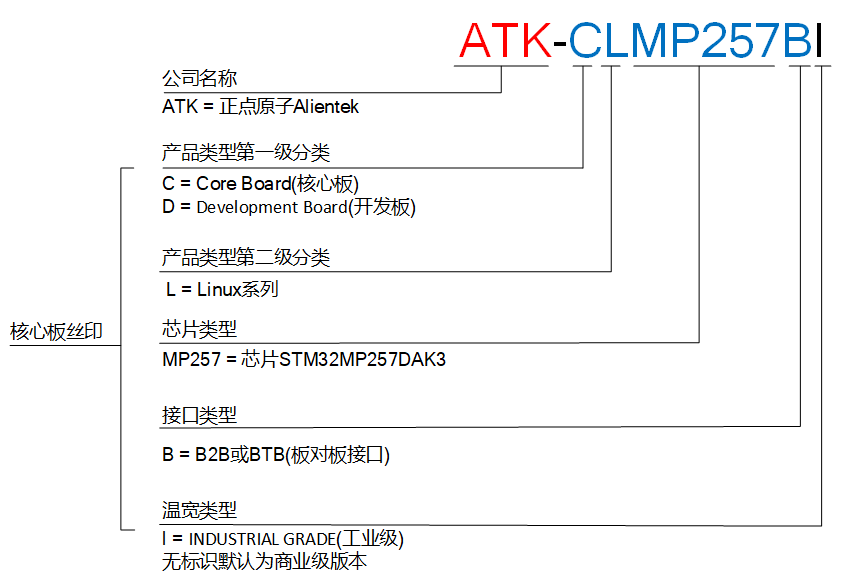 ATK-CLMP257BI
公司名称
ATK = 正点原子Alientek
产品类型第一级分类
C = Core Board(核心板)
D = Development Board(开发板)
产品类型第二级分类
L = Linux系列
核心板丝印
芯片类型
MP257 = 芯片STM32MP257DAK3
接口类型
B = B2B或BTB(板对板接口)
温宽类型
I = INDUSTRIAL GRADE(工业级)
无标识默认为商业级版本